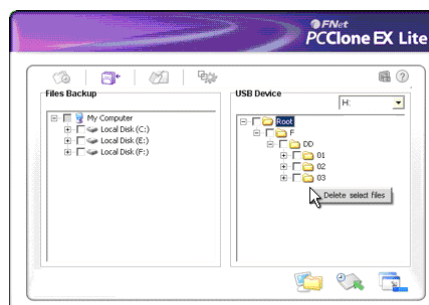 FNet
PCClone EX Lite
Files Backup
USB Device
H:
My Computer
Local Disk (C:)
Local Disk (E:)
Local Disk (F:)
Root
F
DD
01
02
03
Delete select files